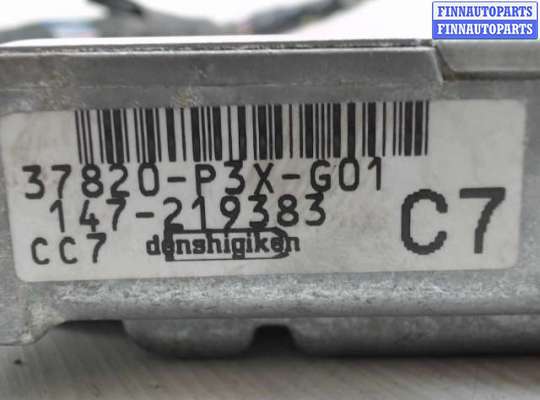 FINNAUTOPARTS
FINNAUTOPARTS
37820-P3X-G01
147-219383
CC7 denshigiken
C7